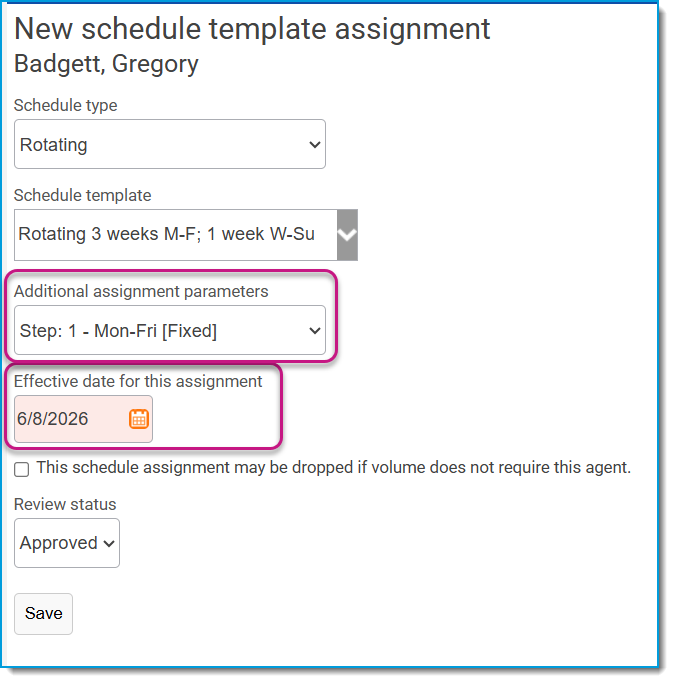 New schedule template assignment
Badgett, Gregory
Schedule type
Rotating
Schedule template
Rotating 3 weeks M-F; 1 week W-Su
Additional assignment parameters
Step: 1 - Mon-Fri [Fixed]
Effective date for this assignment
6/8/2026
This schedule assignment may be dropped if volume does not require this agent.
Review status
Approved
Save